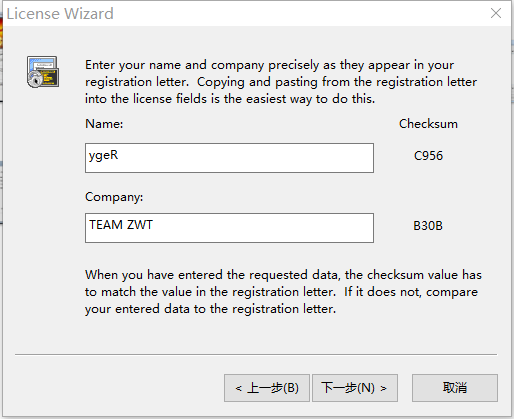 License Wizard
Enter your name and company precisely as they appear in your
registration letter. Copying and pasting from the registration letter
into the license fields is the easiest way to do this.
Name: Checksum
ygeR C956
Company:
TEAM ZWT B30B
When you have entered the requested data, the checksum value has
to match the value in the registration letter. If it does not, compare
your entered data to the registration letter.
< 上一步(B) 下一步(N) > 取消